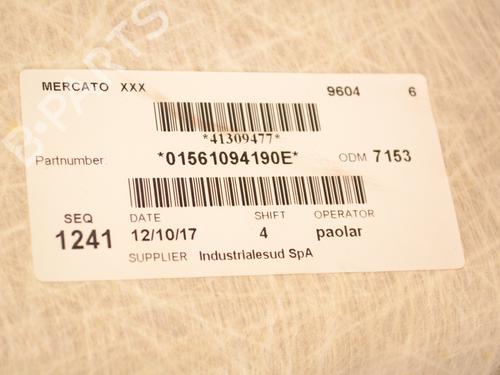 MERCATO XXX 9604 6
*41309477*
Partnumber: *01561094190E* ODM 7153
SEQ DATE SHIFT OPERATOR
1241 12/10/17 4 paolar
SUPPLIER Industrialesud SpA
B-PARTS